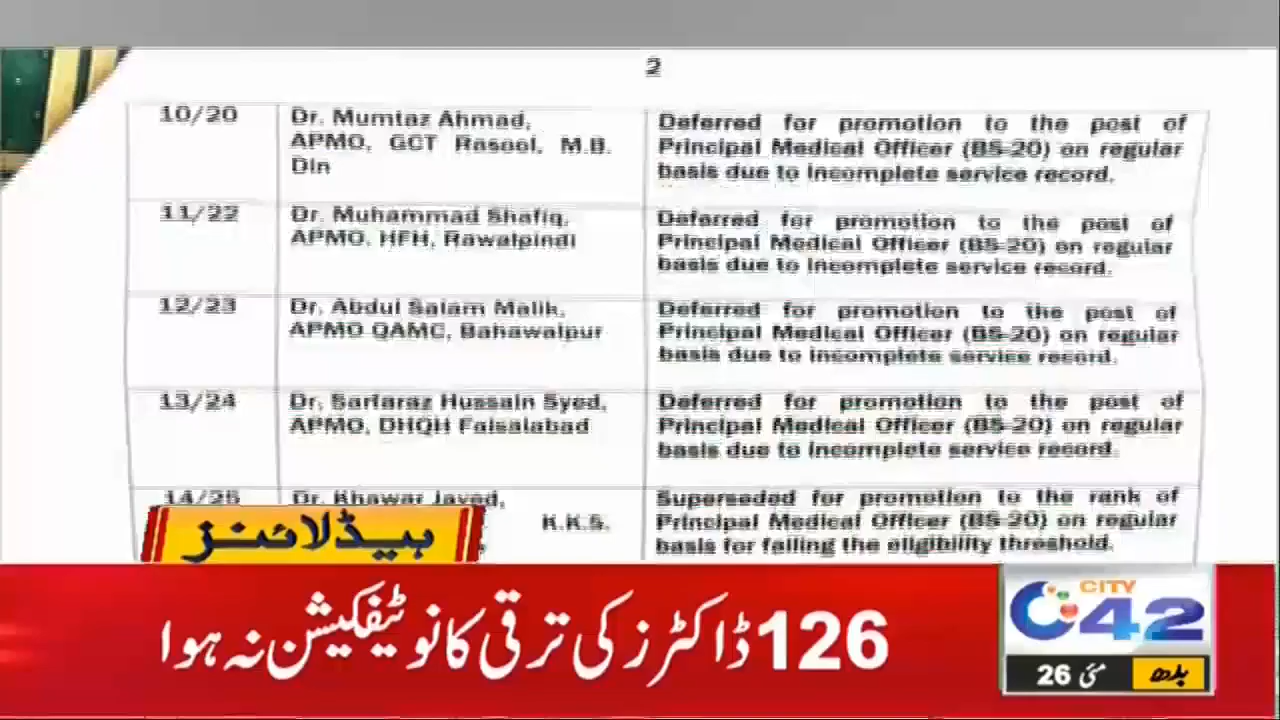 2
10/20
Dr. Mumtaz Ahmad,
APMO, GCT Rasool, M.B.
Din
Deferred for promotion to the post of
Principal Medical Officer (BS-20) on regular
basis due to incomplete service record.
11/22
Dr. Muhammad Shafiq,
APMO, HFH, Rawalpindi
Deferred for promotion to the post of
Principal Medical Officer (BS-20) on regular
basis due to incomplete service record.
12/23
Dr. Abdul Salam Malik,
APMO QAMC, Bahawalpur
Deferred for promotion to the post of
Principal Medical Officer (BS-20) on regular
basis due to incomplete service record.
13/24
Dr. Sarfaraz Hussain Syed,
APMO, DHQH Faisalabad
Deferred for promotion to the post of
Principal Medical Officer (BS-20) on regular
basis due to incomplete service record.
14/25
Dr. Khawar Javad,
K.K.S.
Superseded for promotion to the rank of
Principal Medical Officer (BS-20) on regular
basis for failing the eligibility threshold.
ہیڈلائنز
126 ڈاکٹرز کی ترقی کا نوٹیفکیشن نہ ہوا
CITY
42
بدھ 26 مئی